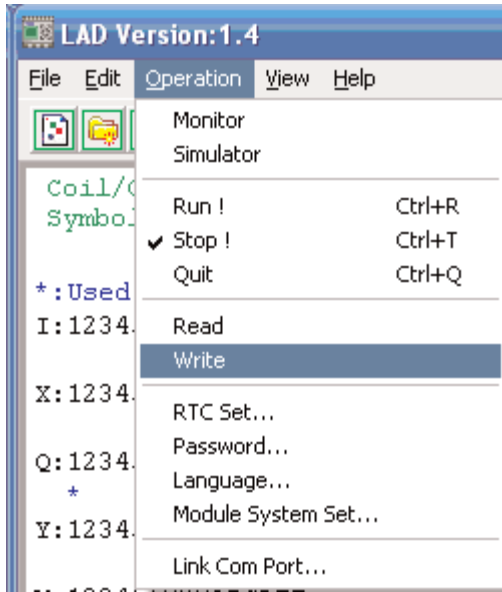 LAD Version:1.4
File Edit Operation View Help
Monitor
Simulator
Coil/
Symbol
Run ! Ctrl+R
✓ Stop ! Ctrl+T
Quit Ctrl+Q
*:Used
I:1234.
Read
Write
X:1234.
RTC Set...
Password...
Q:1234.
Language...
*
Module System Set...
Y:1234.
Link Com Port...